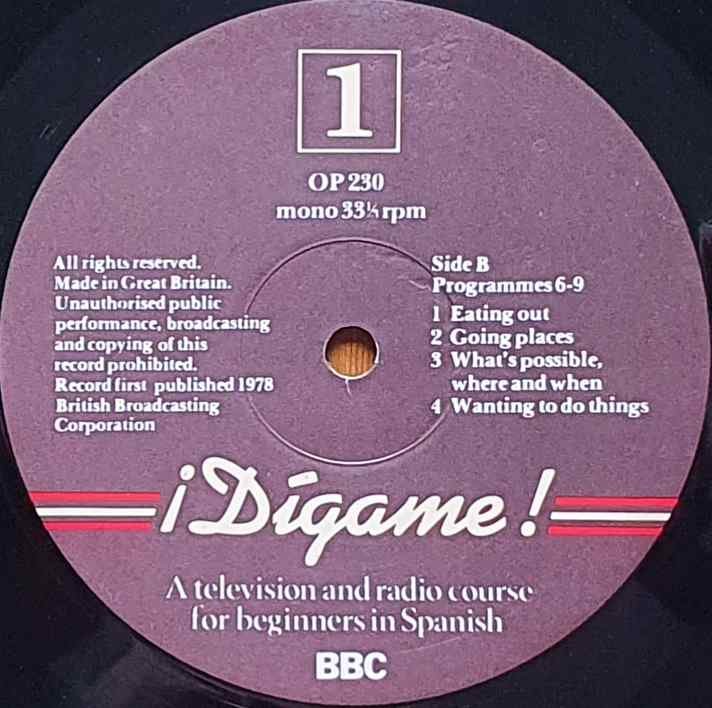 1
OP 230
mono 33⅓ rpm
All rights reserved.
Made in Great Britain.
Unauthorised public
performance, broadcasting
and copying of this
record prohibited.
Record first published 1978
British Broadcasting
Corporation
Side B
Programmes 6-9
1 Eating out
2 Going places
3 What's possible,
where and when
4 Wanting to do things
¡Dígame!
A television and radio course
for beginners in Spanish
BBC